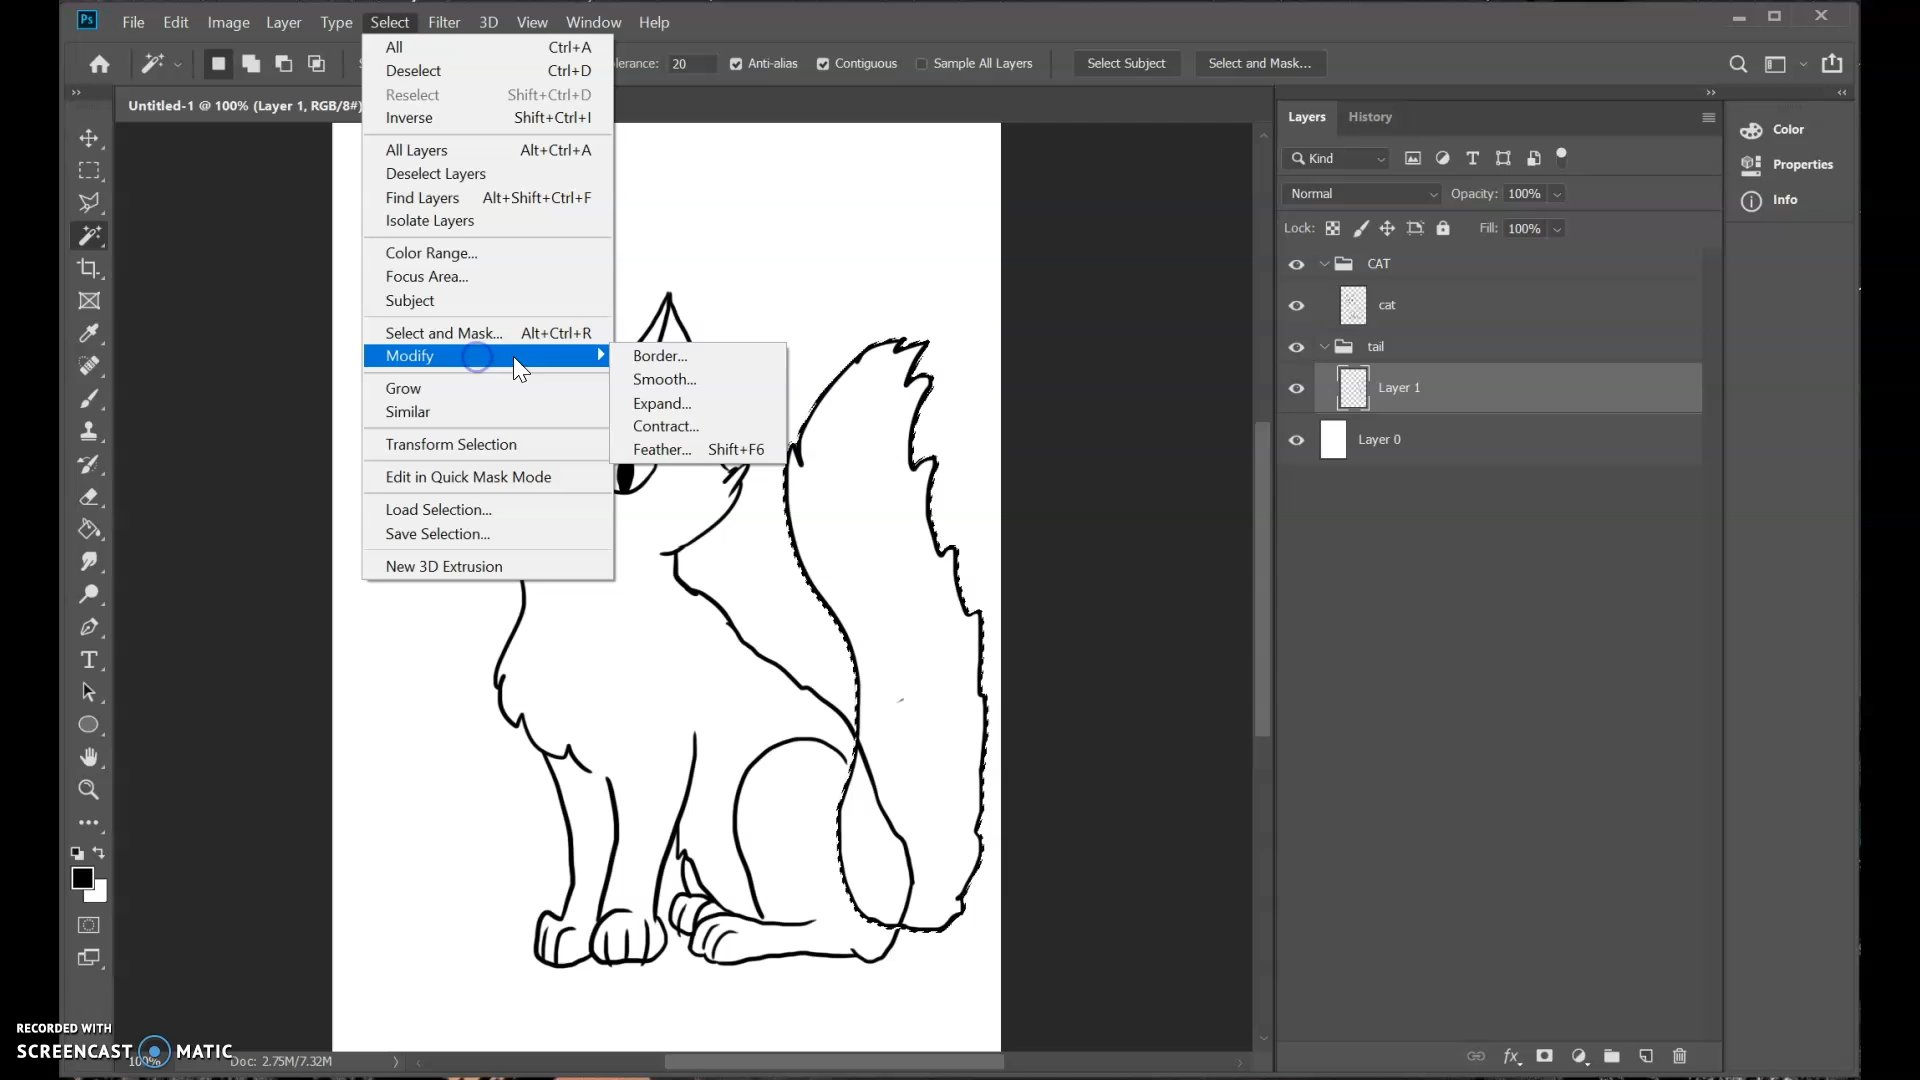 Ps File Edit Image Layer Type Select Filter 3D View Window Help
lerance: 20 Anti-alias Contiguous Sample All Layers Select Subject Select and Mask...
Untitled-1 @ 100% (Layer 1, RGB/8#)
All Ctrl+A
Deselect Ctrl+D
Reselect Shift+Ctrl+D
Inverse Shift+Ctrl+I
All Layers Alt+Ctrl+A
Deselect Layers
Find Layers Alt+Shift+Ctrl+F
Isolate Layers
Color Range...
Focus Area...
Subject
Select and Mask... Alt+Ctrl+R
Modify
Grow
Similar
Transform Selection
Edit in Quick Mask Mode
Load Selection...
Save Selection...
New 3D Extrusion
Border...
Smooth...
Expand...
Contract...
Feather... Shift+F6
Layers History
Kind
Normal Opacity: 100%
Lock: Fill: 100%
CAT
cat
tail
Layer 1
Layer 0
Color
Properties
Info
RECORDED WITH
SCREENCAST MATIC
100% Doc: 2.75M/7.32M